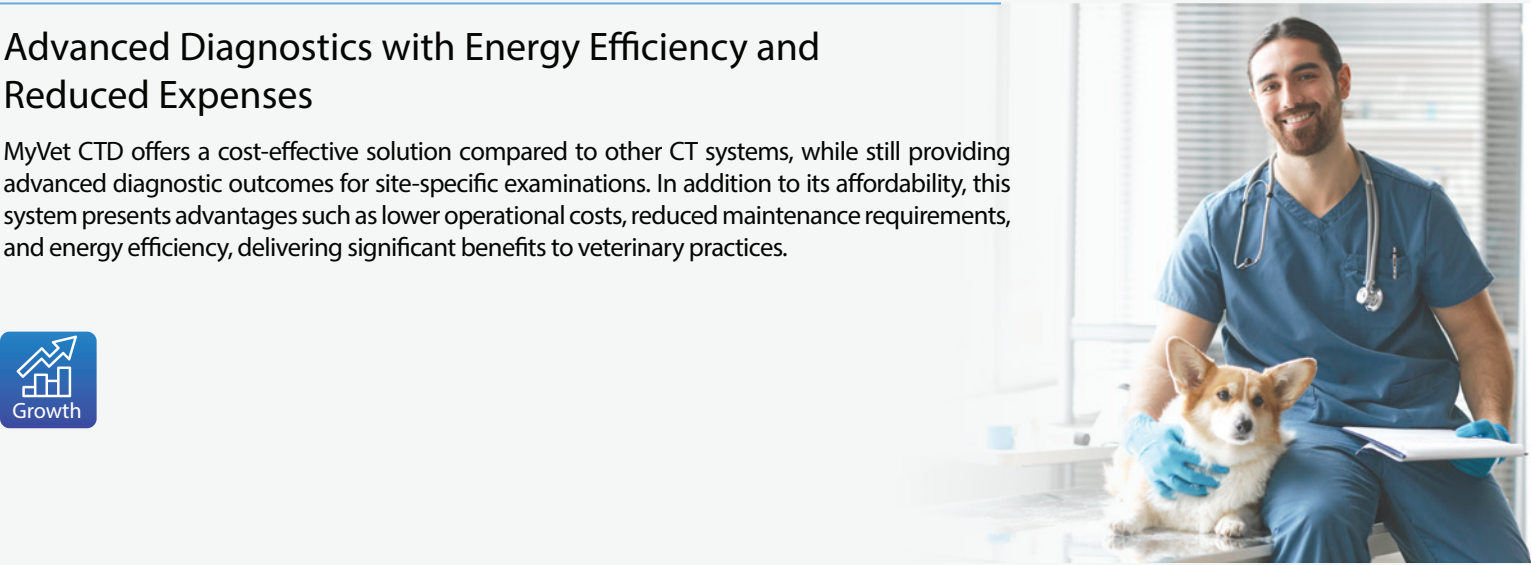 Advanced Diagnostics with Energy Efficiency and
Reduced Expenses
MyVet CTD offers a cost-effective solution compared to other CT systems, while still providing
advanced diagnostic outcomes for site-specific examinations. In addition to its affordability, this
system presents advantages such as lower operational costs, reduced maintenance requirements,
and energy efficiency, delivering significant benefits to veterinary practices.
Growth